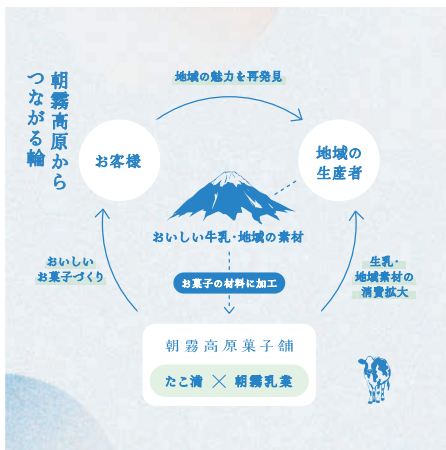 朝霧高原から
つながる輪
地域の魅力を再発見
お客様
地域の
生産者
おいしい牛乳・地域の素材
おいしい
お菓子づくり
お菓子の材料に加工
生乳・
地域素材の
消費拡大
朝霧高原菓子舗
たこ満 × 朝霧乳業